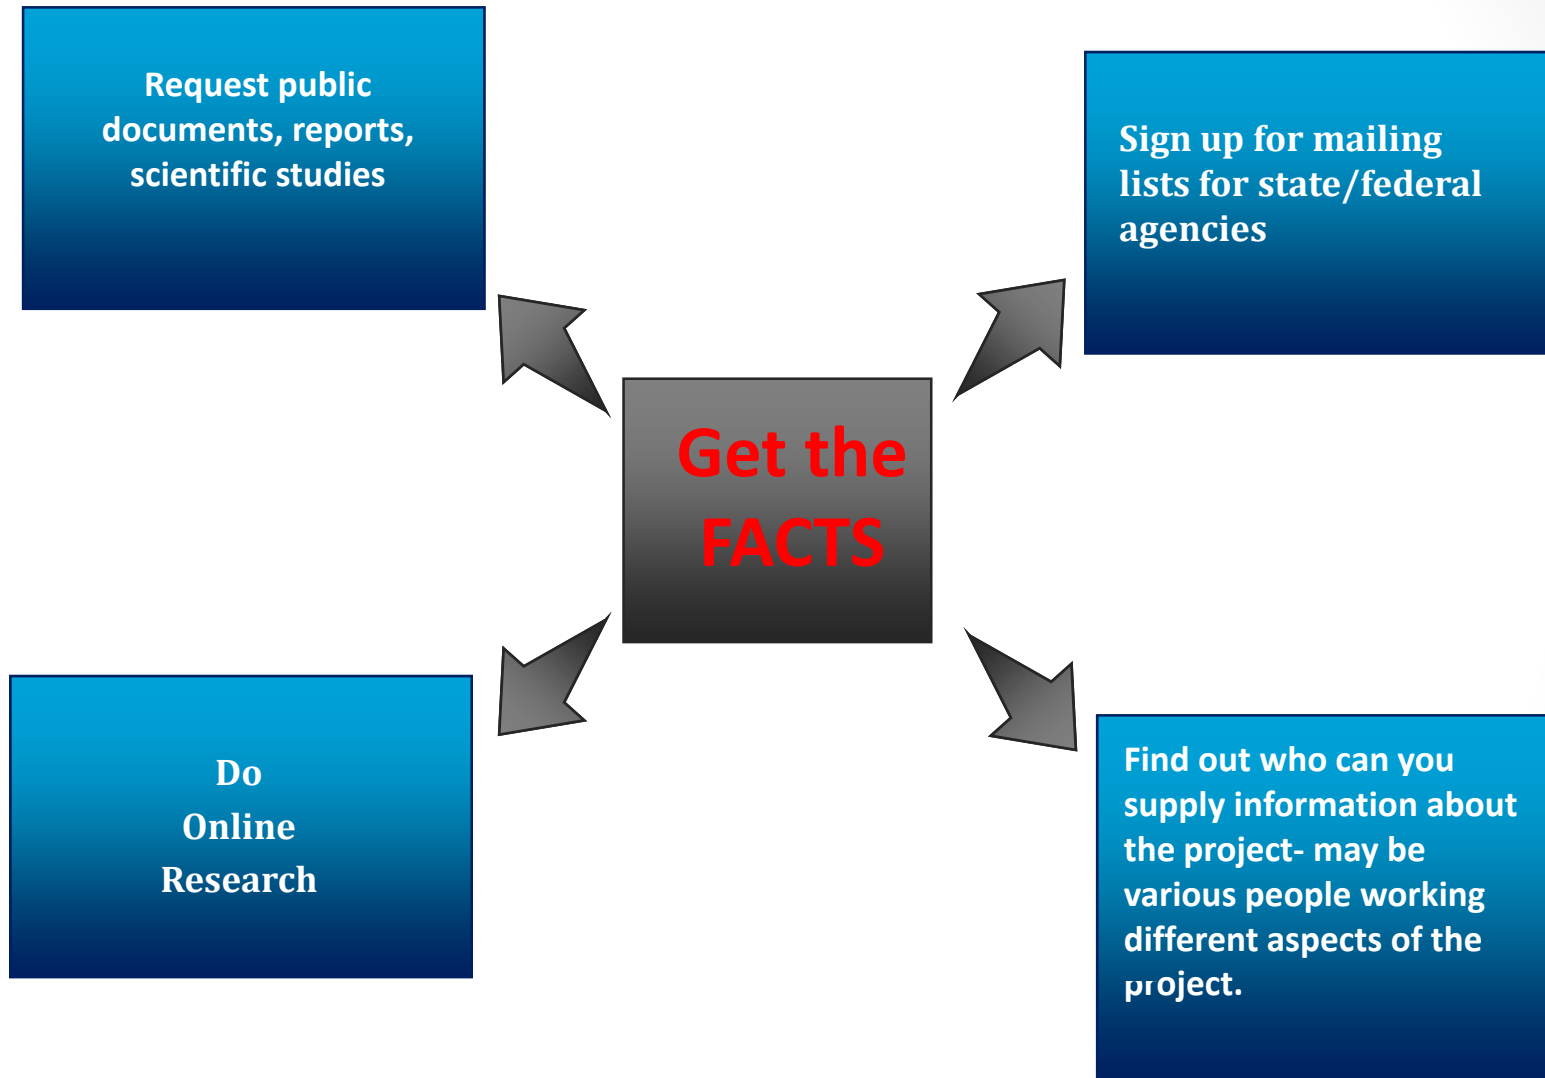 Request public
documents, reports,
scientific studies
Sign up for mailing
lists for state/federal
agencies
Get the
FACTS
Do
Online
Research
Find out who can you
supply information about
the project- may be
various people working
different aspects of the
project.